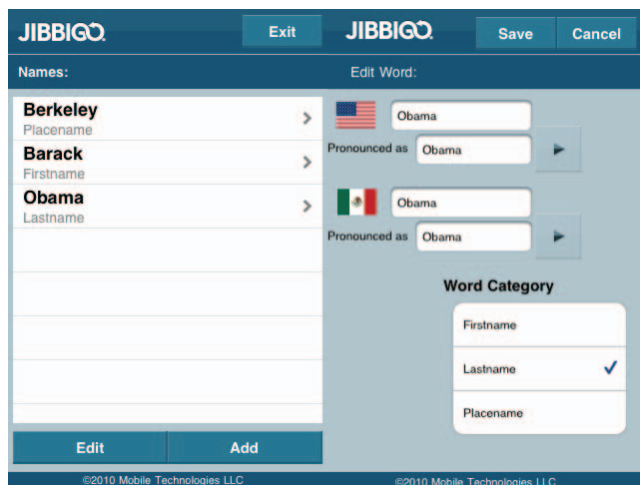 JIBBIGO
Exit
Names:
Berkeley
Placename
Barack
Firstname
Obama
Lastname
Edit
Add
©2010 Mobile Technologies LLC
JIBBIGO
Save
Cancel
Edit Word:
Obama
Pronounced as
Obama
Obama
Pronounced as
Obama
Word Category
Firstname
Lastname
Placename
©2010 Mobile Technologies LLC